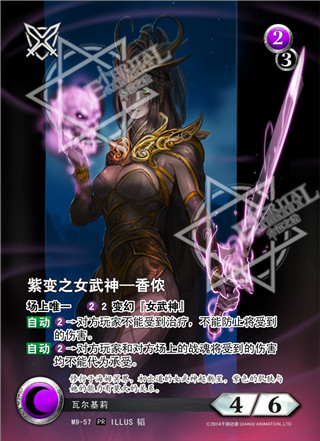 2
3
紫变之女武神—香侬
场上唯一 2 2 变幻「女武神」
自动 2→对方玩家不能受到治疗，不能防止将受到
的伤害。
自动 2→对方玩家和对方场上的战魂将受到的伤害
均不能代为承受。
瓦尔基莉
4/6
M9-57 PR ILLUS 韬